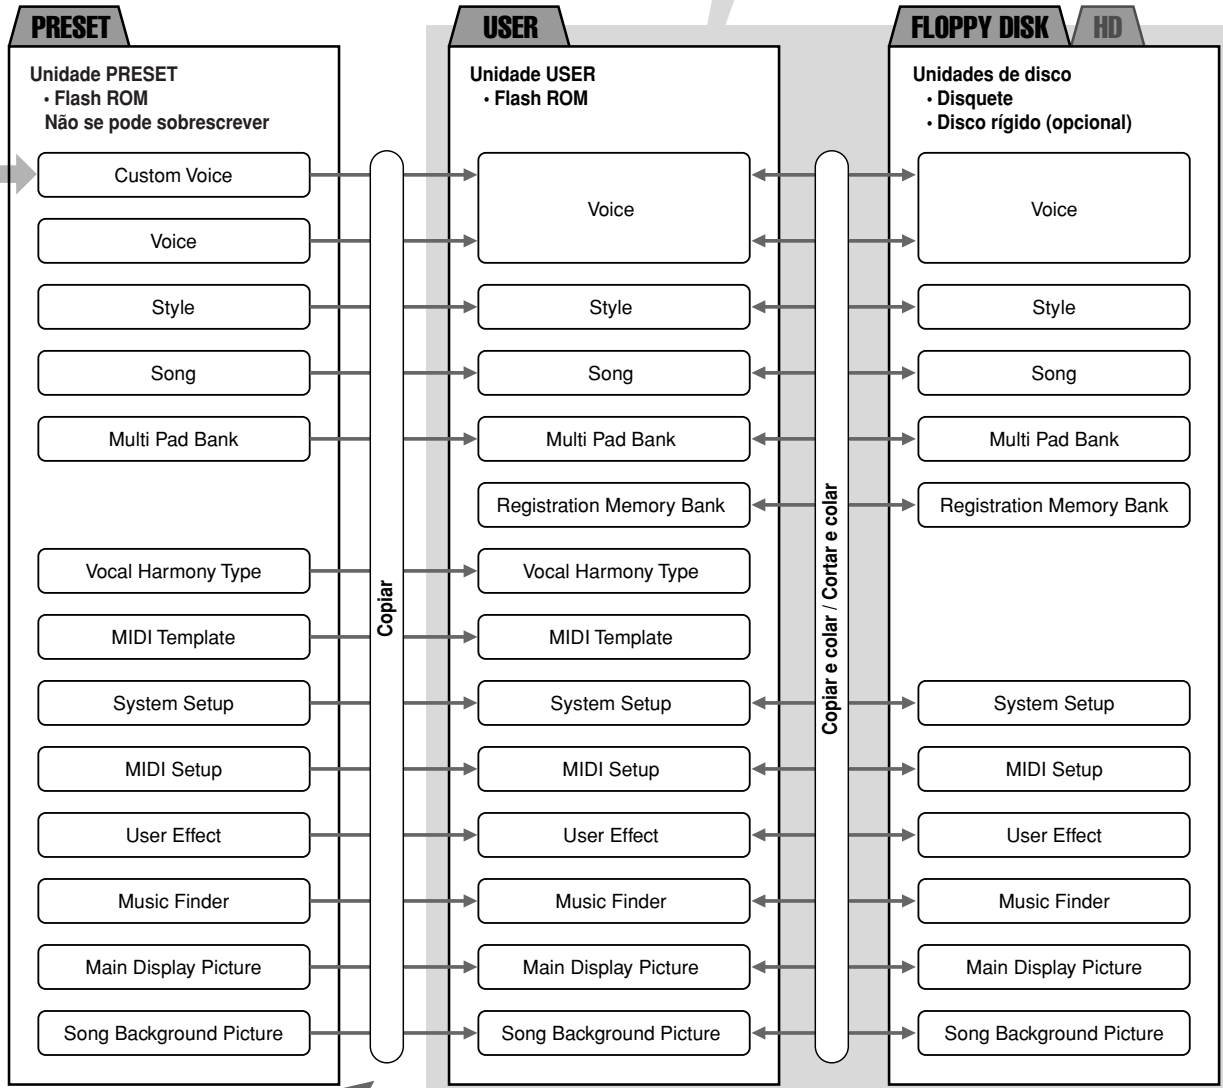 PRESET
Unidade PRESET
• Flash ROM
Não se pode sobrescrever
Custom Voice
Voice
Style
Song
Multi Pad Bank
Vocal Harmony Type
MIDI Template
System Setup
MIDI Setup
User Effect
Music Finder
Main Display Picture
Song Background Picture
Copiar
USER
Unidade USER
• Flash ROM
Voice
Style
Song
Multi Pad Bank
Registration Memory Bank
Vocal Harmony Type
MIDI Template
System Setup
MIDI Setup
User Effect
Music Finder
Main Display Picture
Song Background Picture
Copiar e colar / Cortar e colar
FLOPPY DISK
HD
Unidades de disco
• Disquete
• Disco rígido (opcional)
Voice
Style
Song
Multi Pad Bank
Registration Memory Bank
System Setup
MIDI Setup
User Effect
Music Finder
Main Display Picture
Song Background Picture